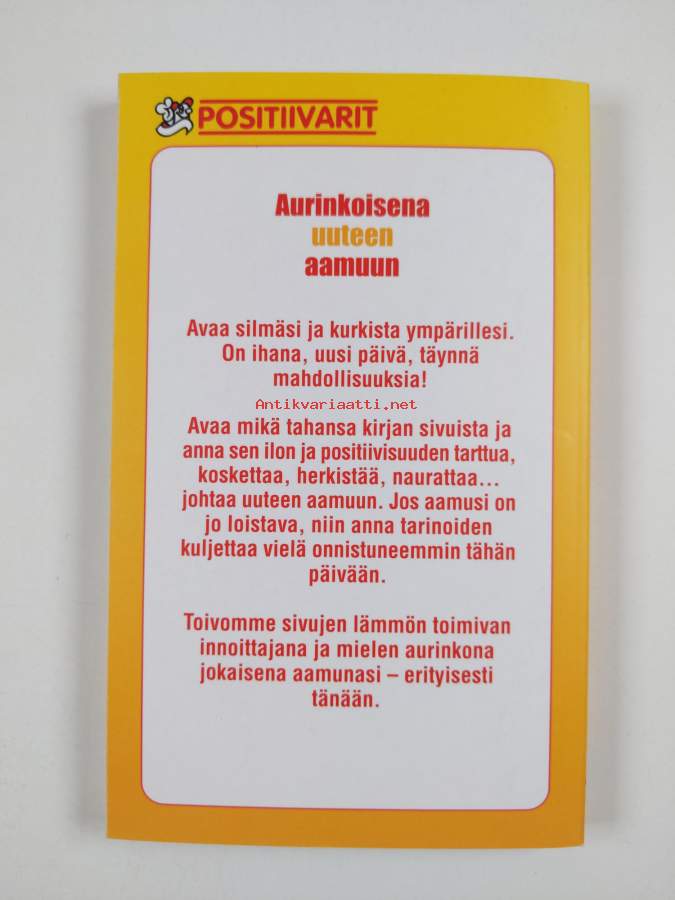 POSITIIVARIT
Aurinkoisena
uuteen
aamuun
Avaa silmäsi ja kurkista ympärillesi.
On ihana, uusi päivä, täynnä
mahdollisuuksia!
Antikvariaatti.net
Avaa mikä tahansa kirjan sivuista ja
anna sen ilon ja positiivisuuden tarttua,
koskettaa, herkistää, naurattaa...
johtaa uuteen aamuun. Jos aamusi on
jo loistava, niin anna tarinoiden
kuljettaa vielä onnistuneemmin tähän
päivään.
Toivomme sivujen lämmön toimivan
innoittajana ja mielen aurinkona
jokaisena aamunasi – erityisesti
tänään.